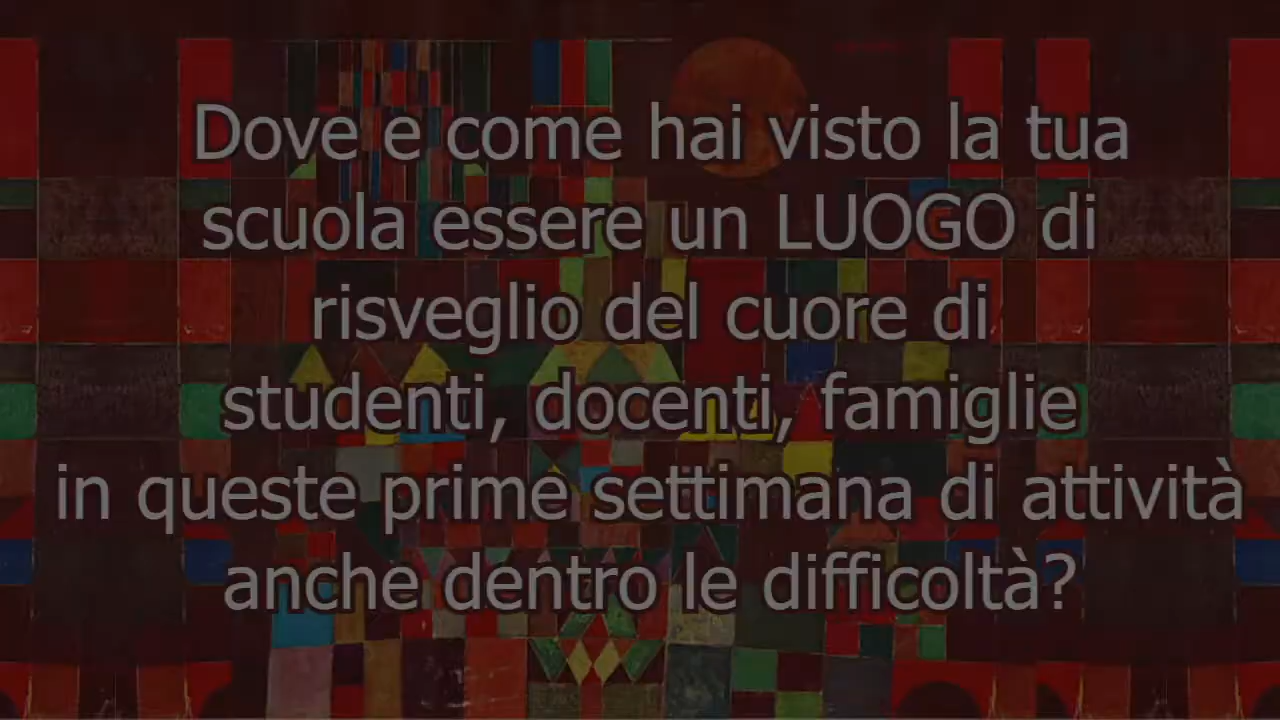 Dove e come hai visto la tua
scuola essere un LUOGO di
risveglio del cuore di
studenti, docenti, famiglie
in queste prime settimana di attività
anche dentro le difficoltà?